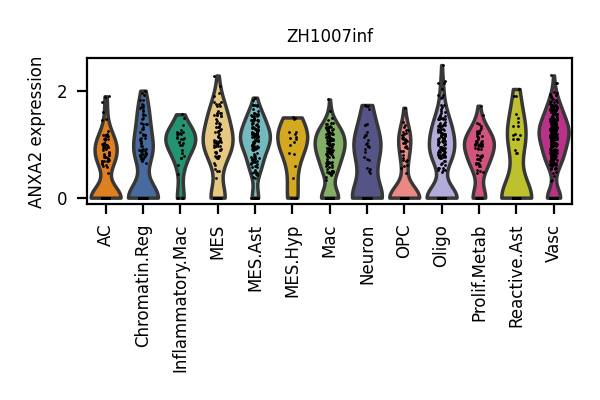 ZH1007inf
ANXA2 expression
2
0
AC
Chromatin.Reg
Inflammatory.Mac
MES
MES.Ast
MES.Hyp
Mac
Neuron
OPC
Oligo
Prolif.Metab
Reactive.Ast
Vasc